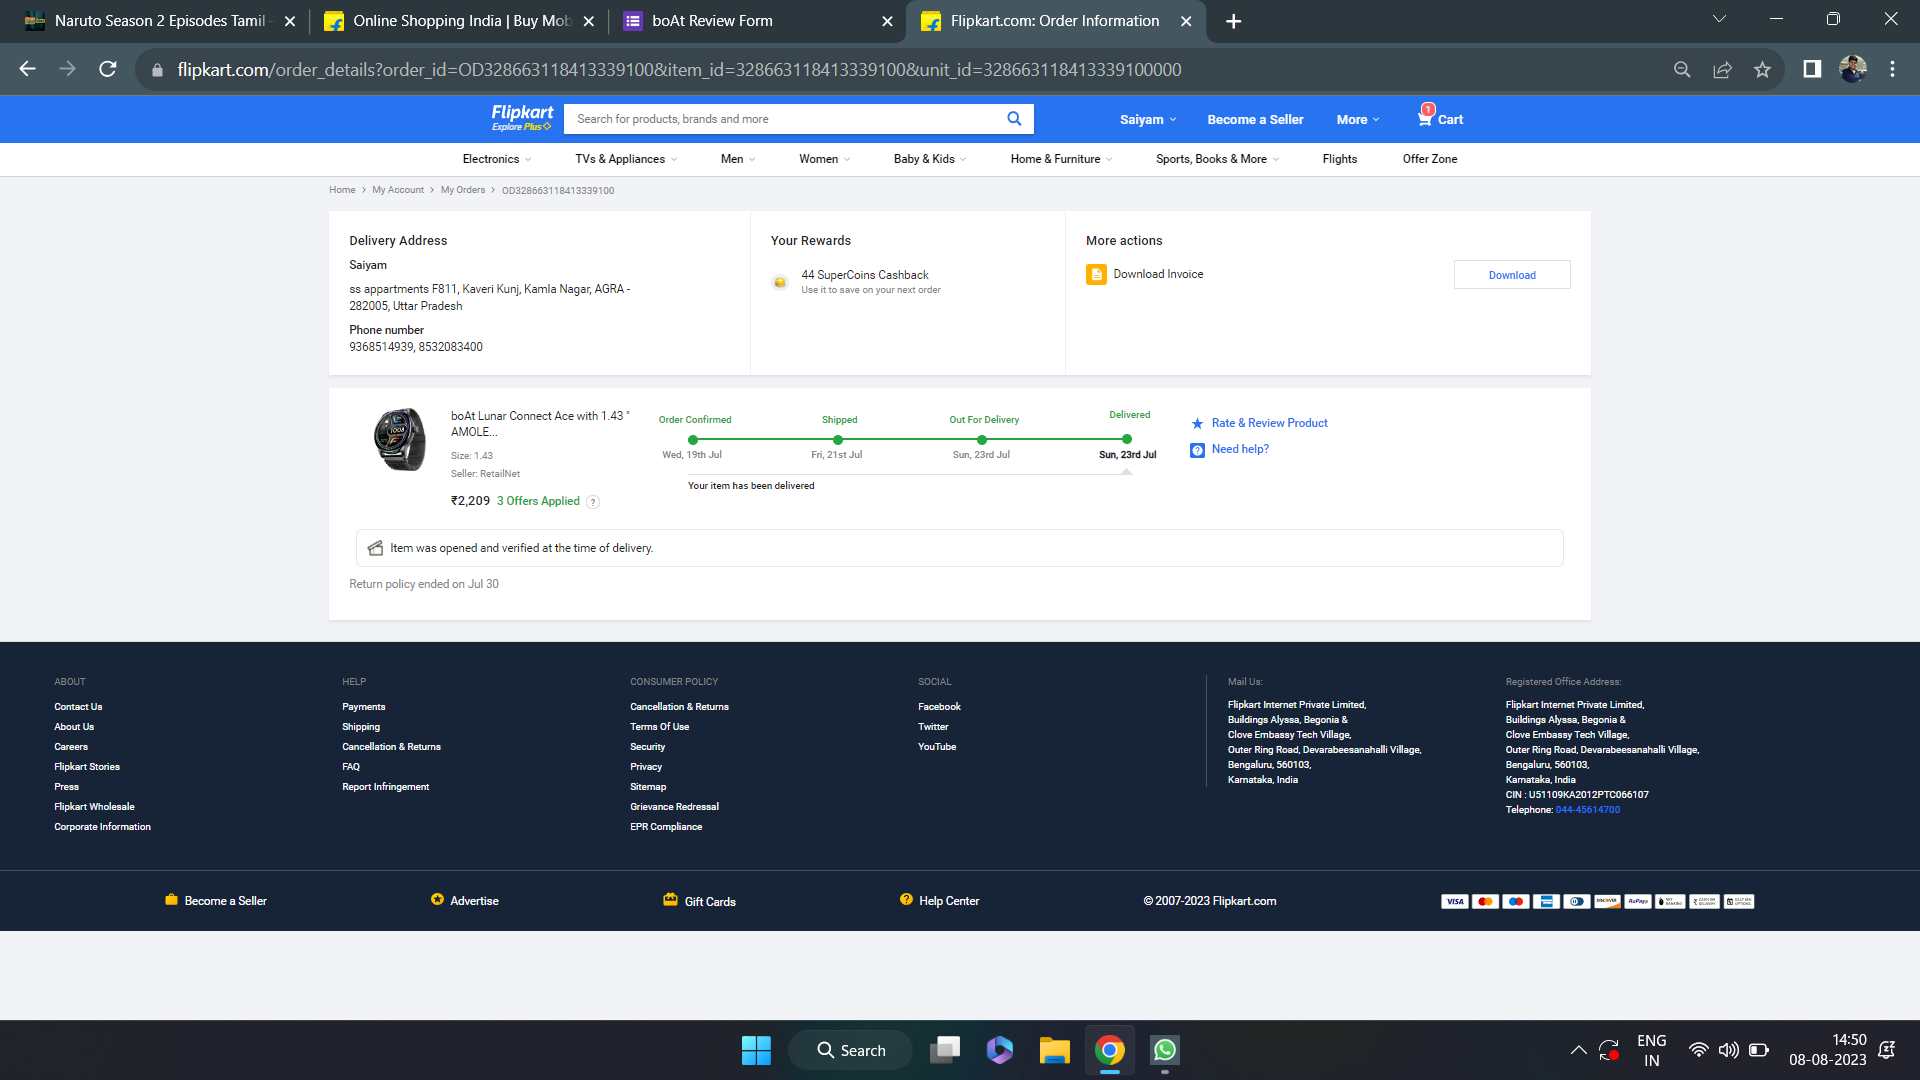 Naruto Season 2 Episodes Tamil -
Online Shopping India | Buy Mob
boAt Review Form
Flipkart.com: Order Information
flipkart.com/order_details?order_id=OD328663118413339100&item_id=328663118413339100&unit_id=328663118413339100000
Flipkart
Explore Plus
Search for products, brands and more
Saiyam
Become a Seller
More
1
Cart
Electronics
TVs & Appliances
Men
Women
Baby & Kids
Home & Furniture
Sports, Books & More
Flights
Offer Zone
Home > My Account > My Orders > OD328663118413339100
Delivery Address
Saiyam
ss appartments F811, Kaveri Kunj, Kamla Nagar, AGRA -
282005, Uttar Pradesh
Phone number
9368514939, 8532083400
Your Rewards
44 SuperCoins Cashback
Use it to save on your next order
More actions
Download Invoice
Download
boAt Lunar Connect Ace with 1.43 "
AMOLE...
Size: 1.43
Seller: RetailNet
₹2,209 3 Offers Applied ?
Order Confirmed
Shipped
Out For Delivery
Delivered
Wed, 19th Jul
Fri, 21st Jul
Sun, 23rd Jul
Sun, 23rd Jul
Your item has been delivered
Rate & Review Product
Need help?
Item was opened and verified at the time of delivery.
Return policy ended on Jul 30
ABOUT
Contact Us
About Us
Careers
Flipkart Stories
Press
Flipkart Wholesale
Corporate Information
HELP
Payments
Shipping
Cancellation & Returns
FAQ
Report Infringement
CONSUMER POLICY
Cancellation & Returns
Terms Of Use
Security
Privacy
Sitemap
Grievance Redressal
EPR Compliance
SOCIAL
Facebook
Twitter
YouTube
Mail Us:
Flipkart Internet Private Limited,
Buildings Alyssa, Begonia &
Clove Embassy Tech Village,
Outer Ring Road, Devarabeesanahalli Village,
Bengaluru, 560103,
Karnataka, India
Registered Office Address:
Flipkart Internet Private Limited,
Buildings Alyssa, Begonia &
Clove Embassy Tech Village,
Outer Ring Road, Devarabeesanahalli Village,
Bengaluru, 560103,
Karnataka, India
CIN : U51109KA2012PTC066107
Telephone: 044-45614700
Become a Seller
Advertise
Gift Cards
Help Center
© 2007-2023 Flipkart.com
VISA
DISCOVER
RuPay
Search
ENG
IN
14:50
08-08-2023